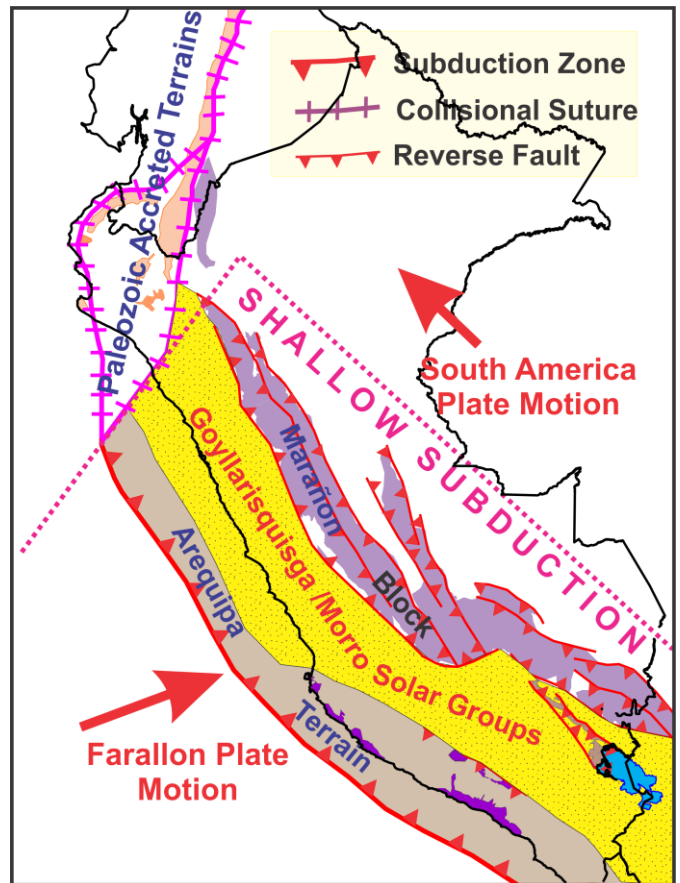 Subduction Zone
Collisional Suture
Reverse Fault
Paleozoic Accreted Terrains
SHALLOW SUBDUCTION
South America
Plate Motion
Goyllarisquisga /Morro Solar Groups
Marañón
Block
Arequipa
Terrain
Farallon Plate
Motion